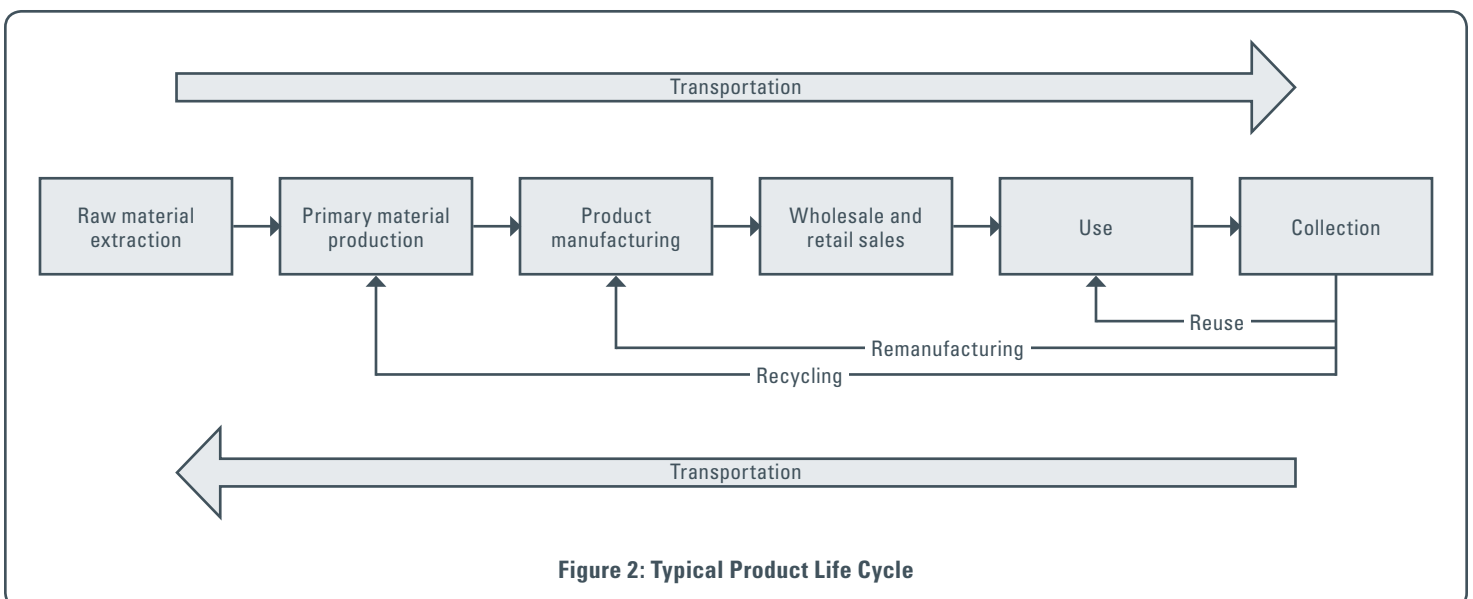 Transportation
Raw material
extraction
Primary material
production
Product
manufacturing
Wholesale and
retail sales
Use
Collection
Reuse
Remanufacturing
Recycling
Transportation
Figure 2: Typical Product Life Cycle